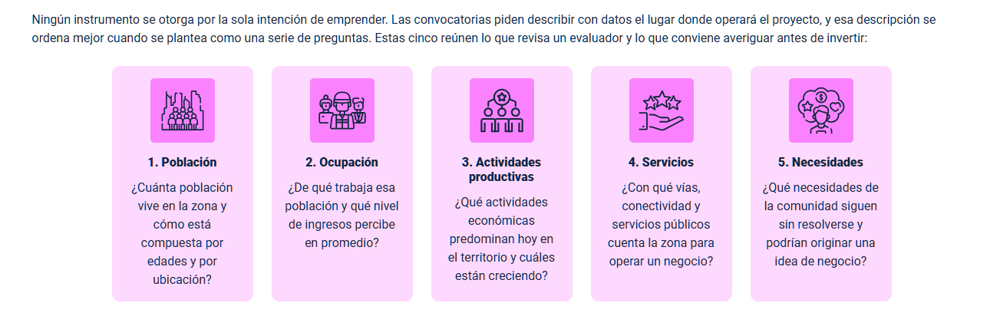 Ningún instrumento se otorga por la sola intención de emprender. Las convocatorias piden describir con datos el lugar donde operará el proyecto, y esa descripción se
ordena mejor cuando se plantea como una serie de preguntas. Estas cinco reúnen lo que revisa un evaluador y lo que conviene averiguar antes de invertir:
1. Población
¿Cuánta población
vive en la zona y
cómo está
compuesta por
edades y por
ubicación?
2. Ocupación
¿De qué trabaja esa
población y qué nivel
de ingresos percibe
en promedio?
3. Actividades
productivas
¿Qué actividades
económicas
predominan hoy en
el territorio y cuáles
están creciendo?
4. Servicios
¿Con qué vías,
conectividad y
servicios públicos
cuenta la zona para
operar un negocio?
5. Necesidades
¿Qué necesidades de
la comunidad siguen
sin resolverse y
podrían originar una
idea de negocio?